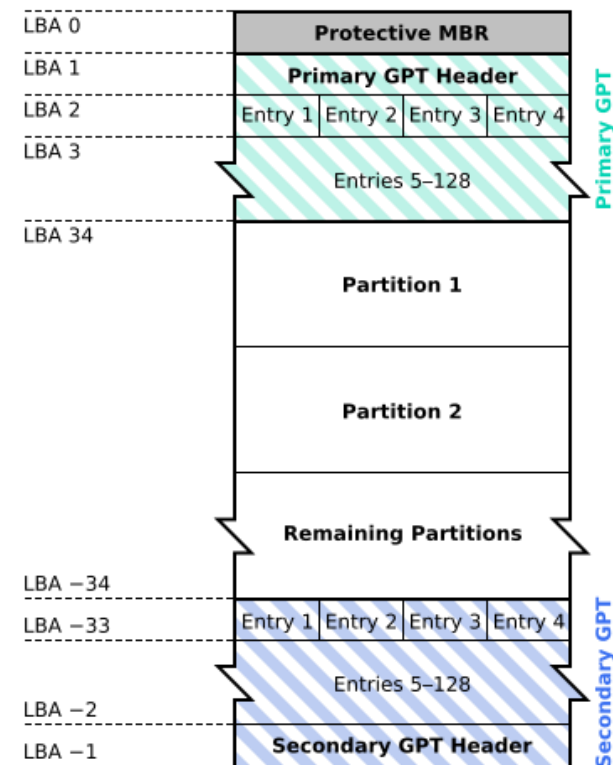 LBA 0
Protective MBR
LBA 1
Primary GPT Header
LBA 2
Entry 1 Entry 2 Entry 3 Entry 4
LBA 3
Entries 5–128
Primary GPT
LBA 34
Partition 1
Partition 2
Remaining Partitions
LBA −34
LBA −33
Entry 1 Entry 2 Entry 3 Entry 4
Entries 5–128
LBA −2
LBA −1
Secondary GPT Header
Secondary GPT